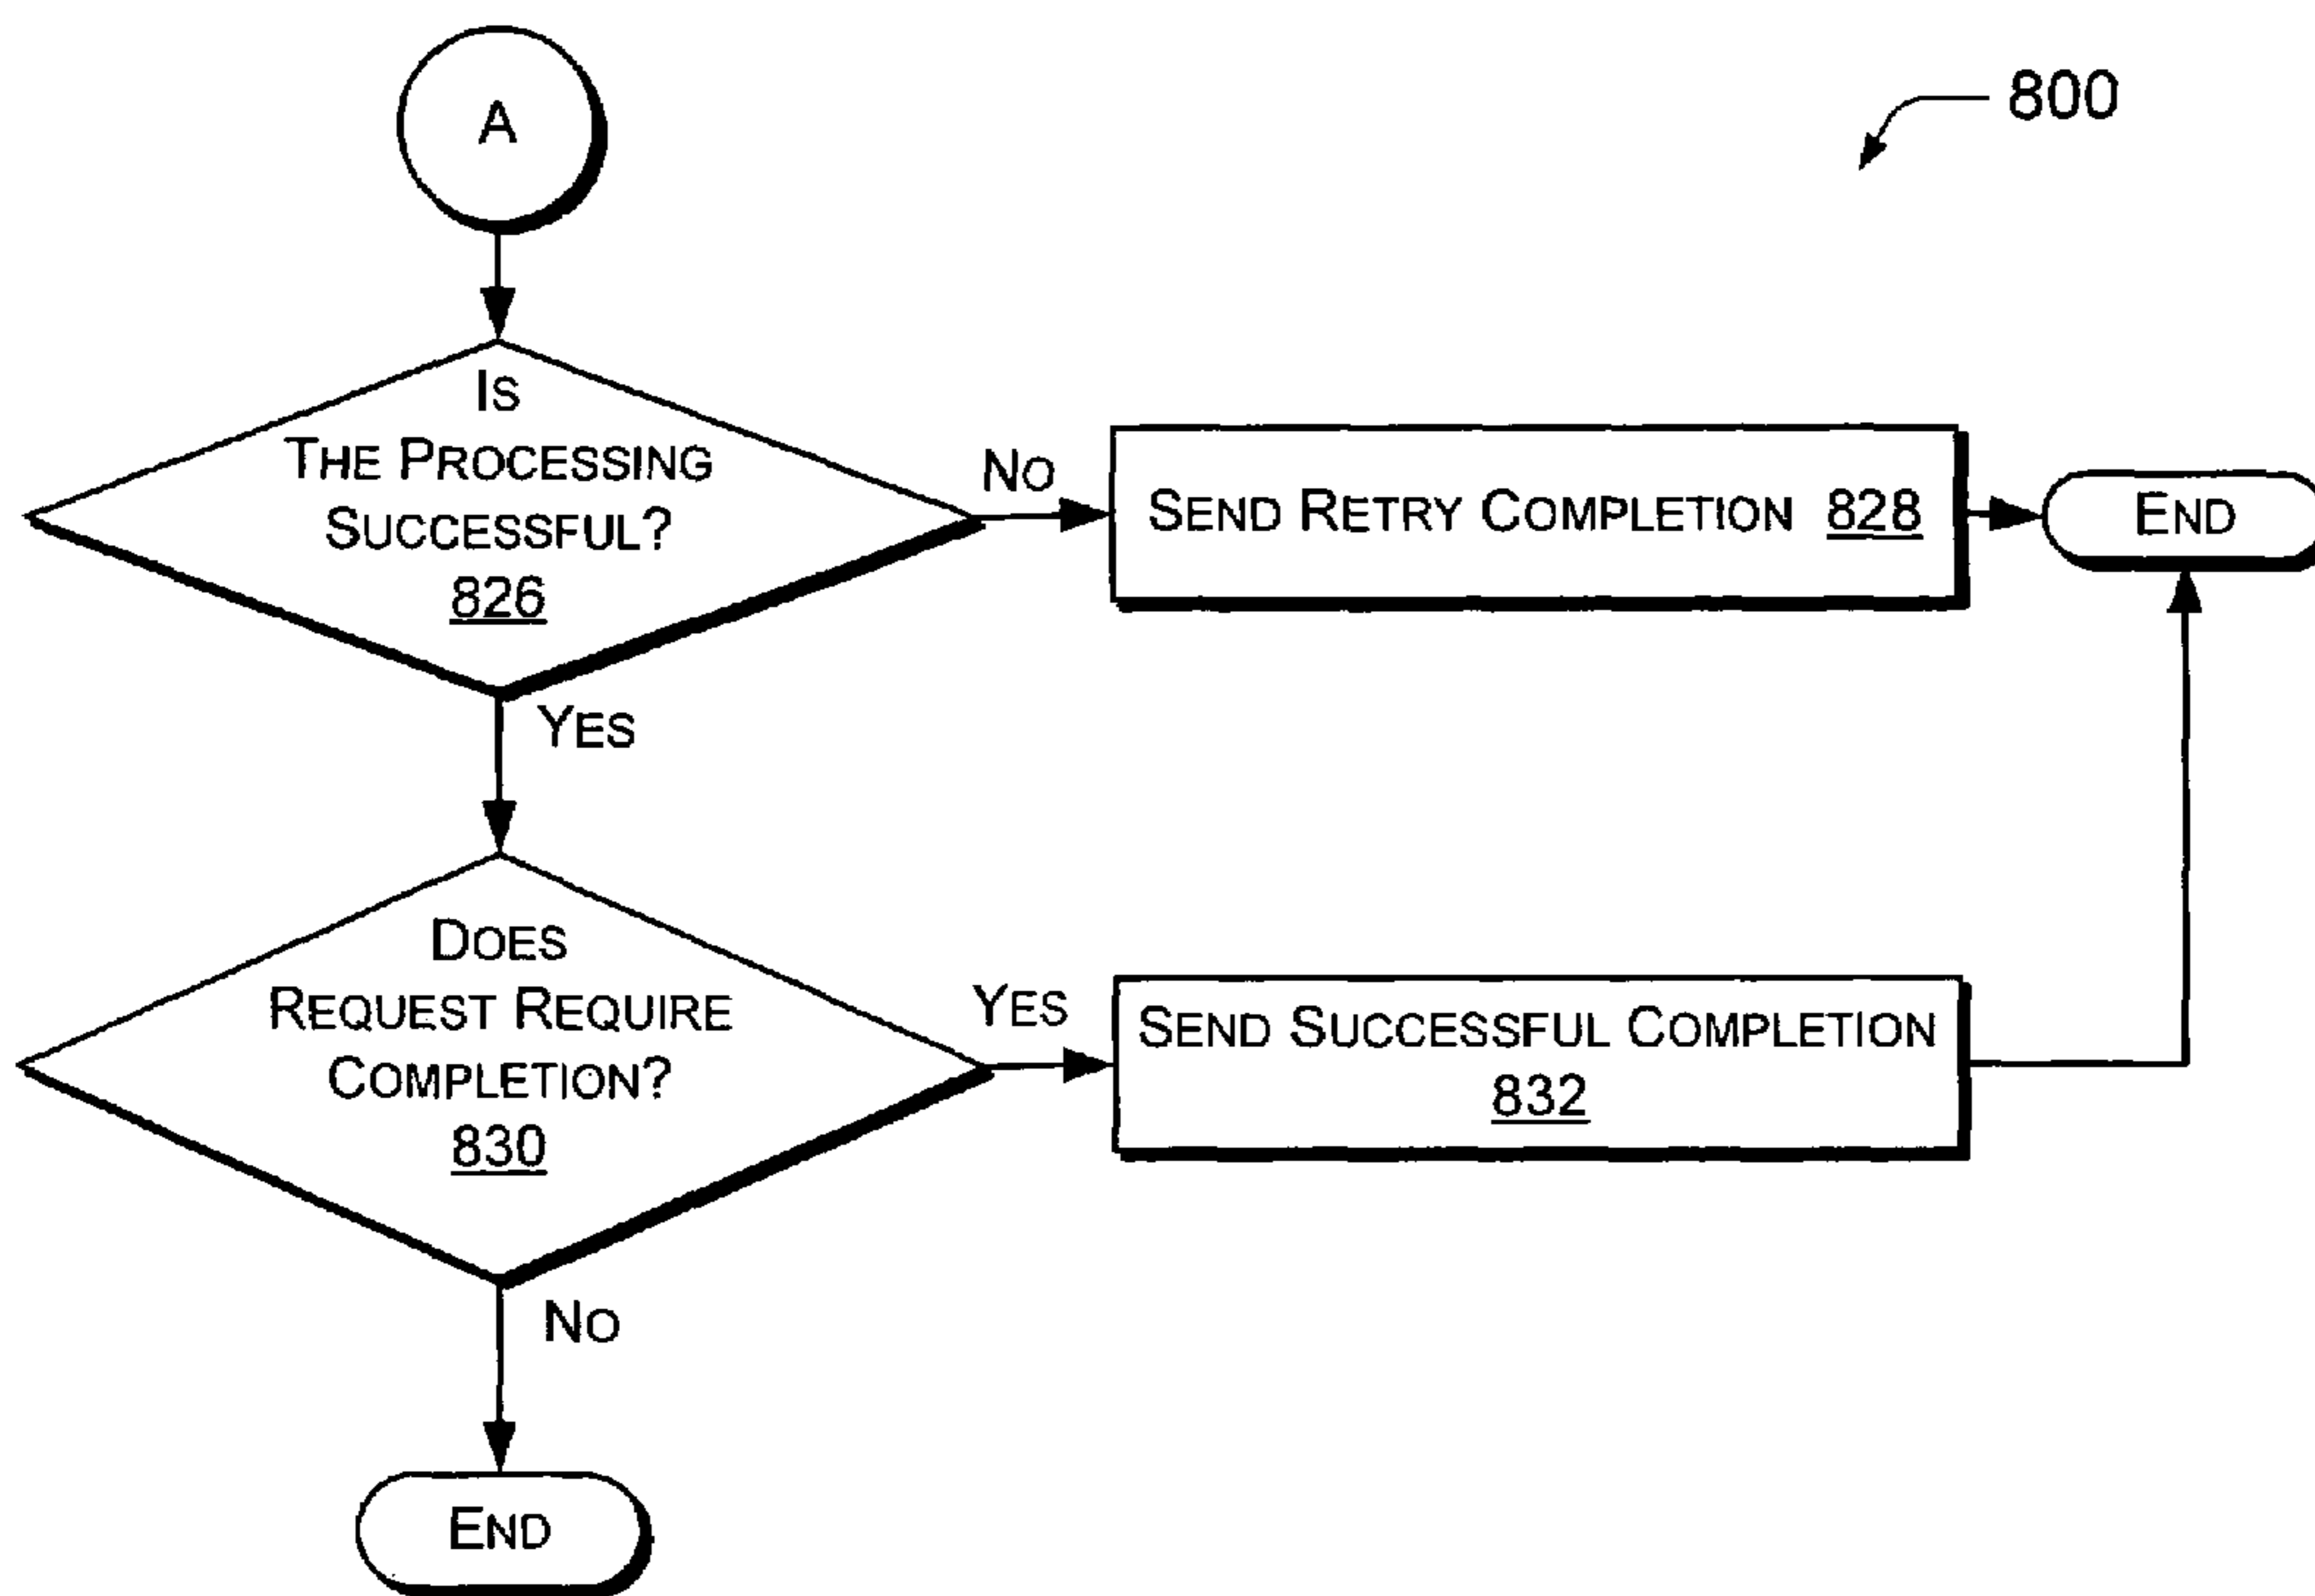 A
800
IS
THE PROCESSING
SUCCESSFUL?
826
NO
SEND RETRY COMPLETION 828
END
YES
DOES
REQUEST REQUIRE
COMPLETION?
830
YES
SEND SUCCESSFUL COMPLETION
832
NO
END